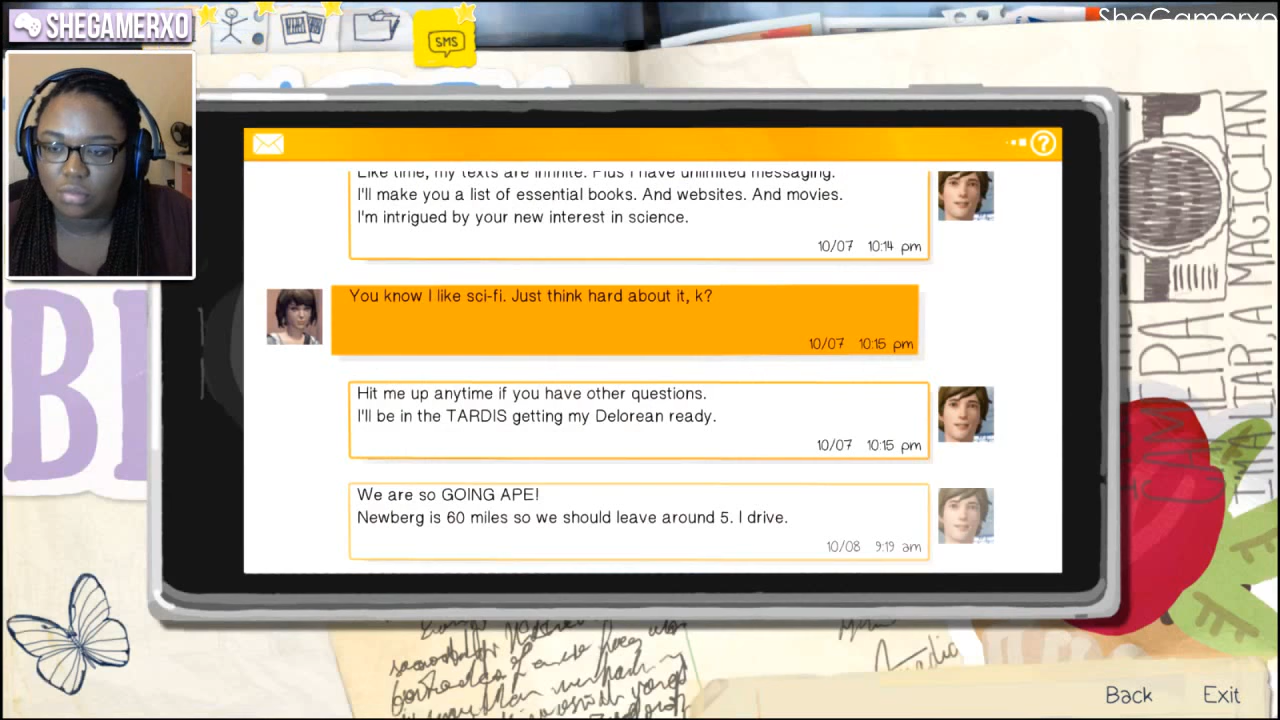 SHEGAMERXO
SheGamerxo
SMS
Like time, my texts are infinite. Plus I have unlimited messaging.
I'll make you a list of essential books. And websites. And movies.
I'm intrigued by your new interest in science.
10/07 10:14 pm
You know I like sci-fi. Just think hard about it, k?
10/07 10:15 pm
Hit me up anytime if you have other questions.
I'll be in the TARDIS getting my Delorean ready.
10/07 10:15 pm
We are so GOING APE!
Newberg is 60 miles so we should leave around 5. I drive.
10/08 9:19 am
?
CAMERA
MAGICIAN
Back Exit